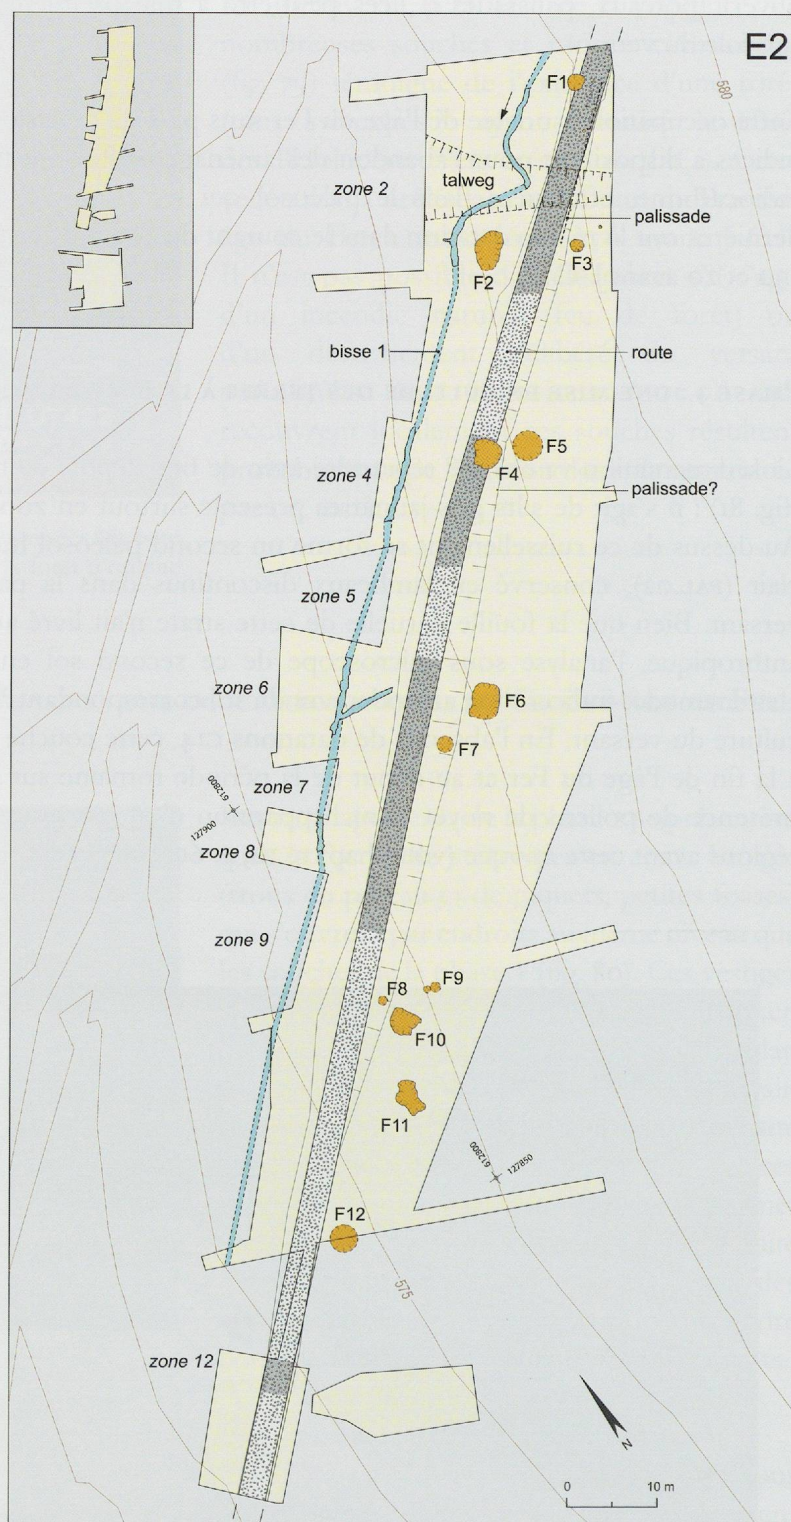 E2
F1
580
talweg
zone 2
palissade
F2
F3
bisse 1
route
F5
F4
zone 4
palissade?
zone 5
zone 6
F6
F7
zone 7
612800
127900
zone 8
zone 9
F8
F9
F10
F11
612800
127850
F12
575
zone 12
N
0
10 m